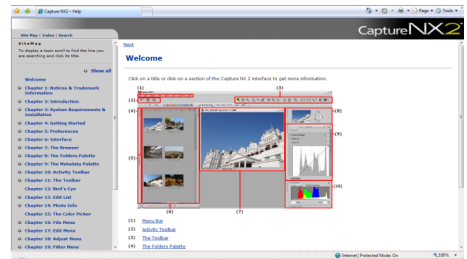 Capture NX2 - Help
Page
Tools
Capture NX2
Site Map | Index | Search
SiteMap
To display a topic scroll to find the line you
are searching and click its title.
Show all
Welcome
Chapter 1: Notices & Trademark
Information
Chapter 2: Introduction
Chapter 3: System Requirements &
Installation
Chapter 4: Getting Started
Chapter 5: Preferences
Chapter 6: Interface
Chapter 7: The Browser
Chapter 8: The Folders Palette
Chapter 9: The Metadata Palette
Chapter 10: Activity Toolbar
Chapter 11: The Toolbar
Chapter 12: Bird's Eye
Chapter 13: Edit List
Chapter 14: Photo Info
Chapter 15: The Color Picker
Chapter 16: File Menu
Chapter 17: Edit Menu
Chapter 18: Adjust Menu
Chapter 19: Filter Menu
Next
Welcome
Click on a title or click on a section of the Capture NX 2 interface to get more information.
(1)
(2)
(3)
(4)
(5)
(6)
(7)
(8)
(9)
(10)
(1) Menu Bar
(2) Activity Toolbar
(3) The Toolbar
(4) The Folders Palette
Internet | Protected Mode: On
100%